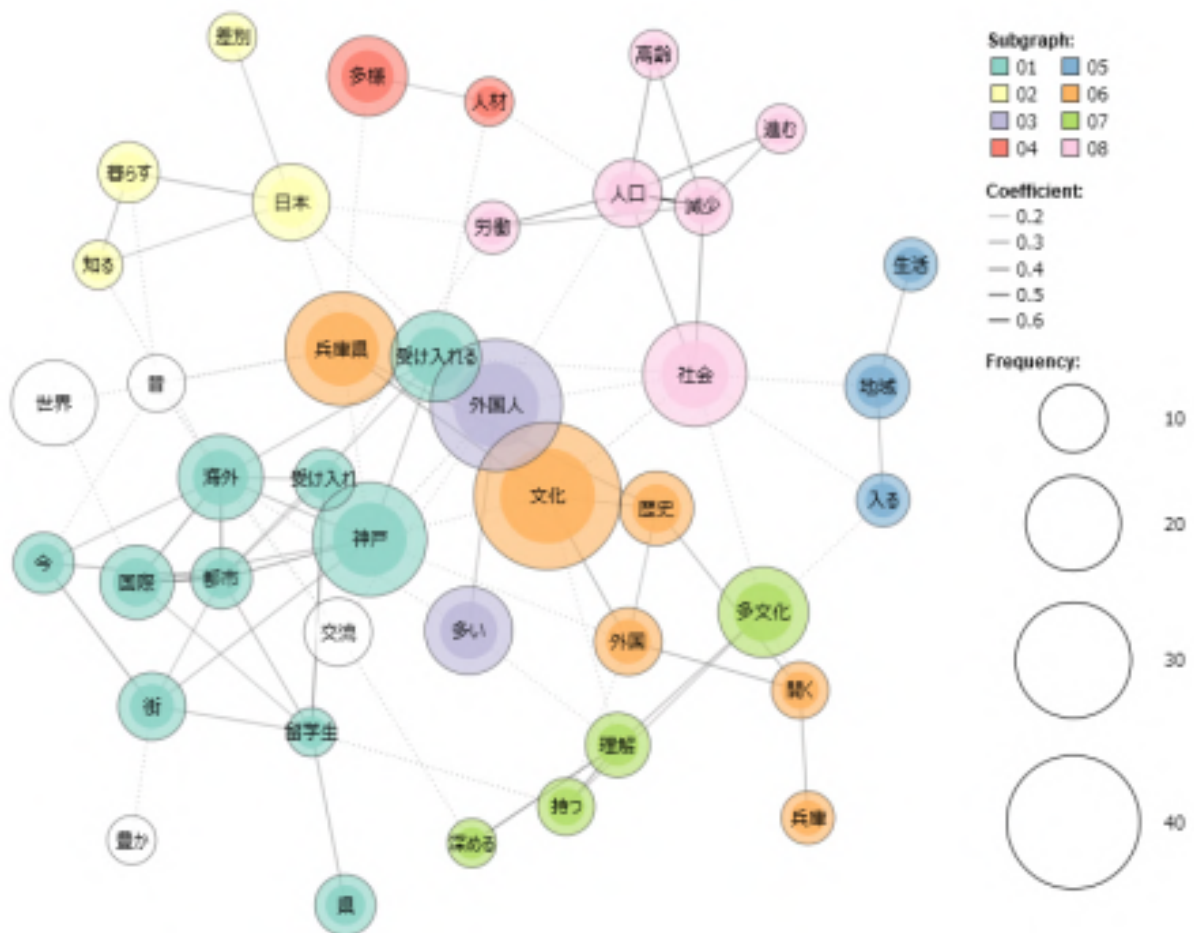 差別
多様
人材
高齢
進む
暮らす
日本
人口
減少
労働
知る
生活
兵庫県
受け入れる
外国人
社会
地域
世界
昔
海外
受け入れ
文化
歴史
入る
神戸
今
国際
都市
交流
多い
外国
多文化
聞く
街
留学生
理解
持つ
兵庫
豊か
深める
県
Subgraph:
01 05
02 06
03 07
04 08
Coefficient:
0.2
0.3
0.4
0.5
0.6
Frequency:
10
20
30
40